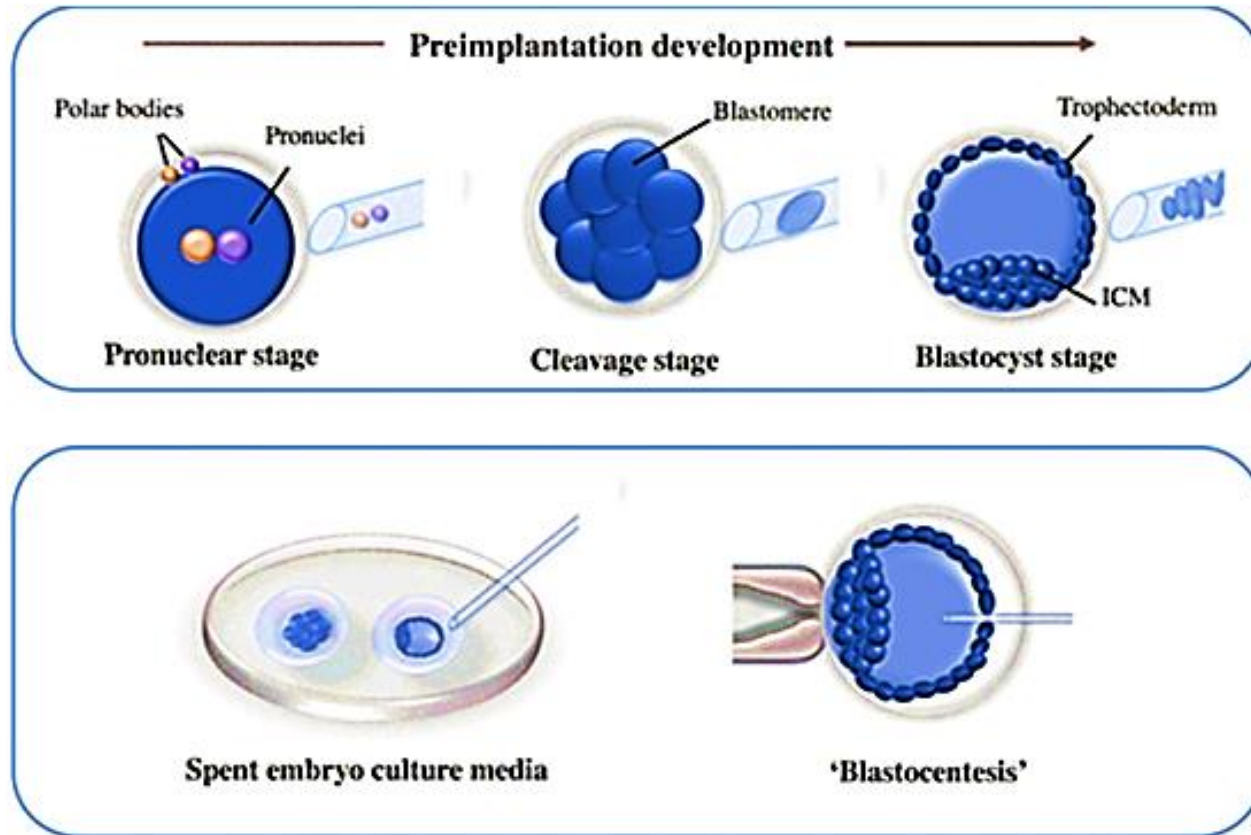 Preimplantation development
Polar bodies
Pronuclei
Blastomere
Trophectoderm
ICM
Pronuclear stage
Cleavage stage
Blastocyst stage
Spent embryo culture media
‘Blastocentesis’